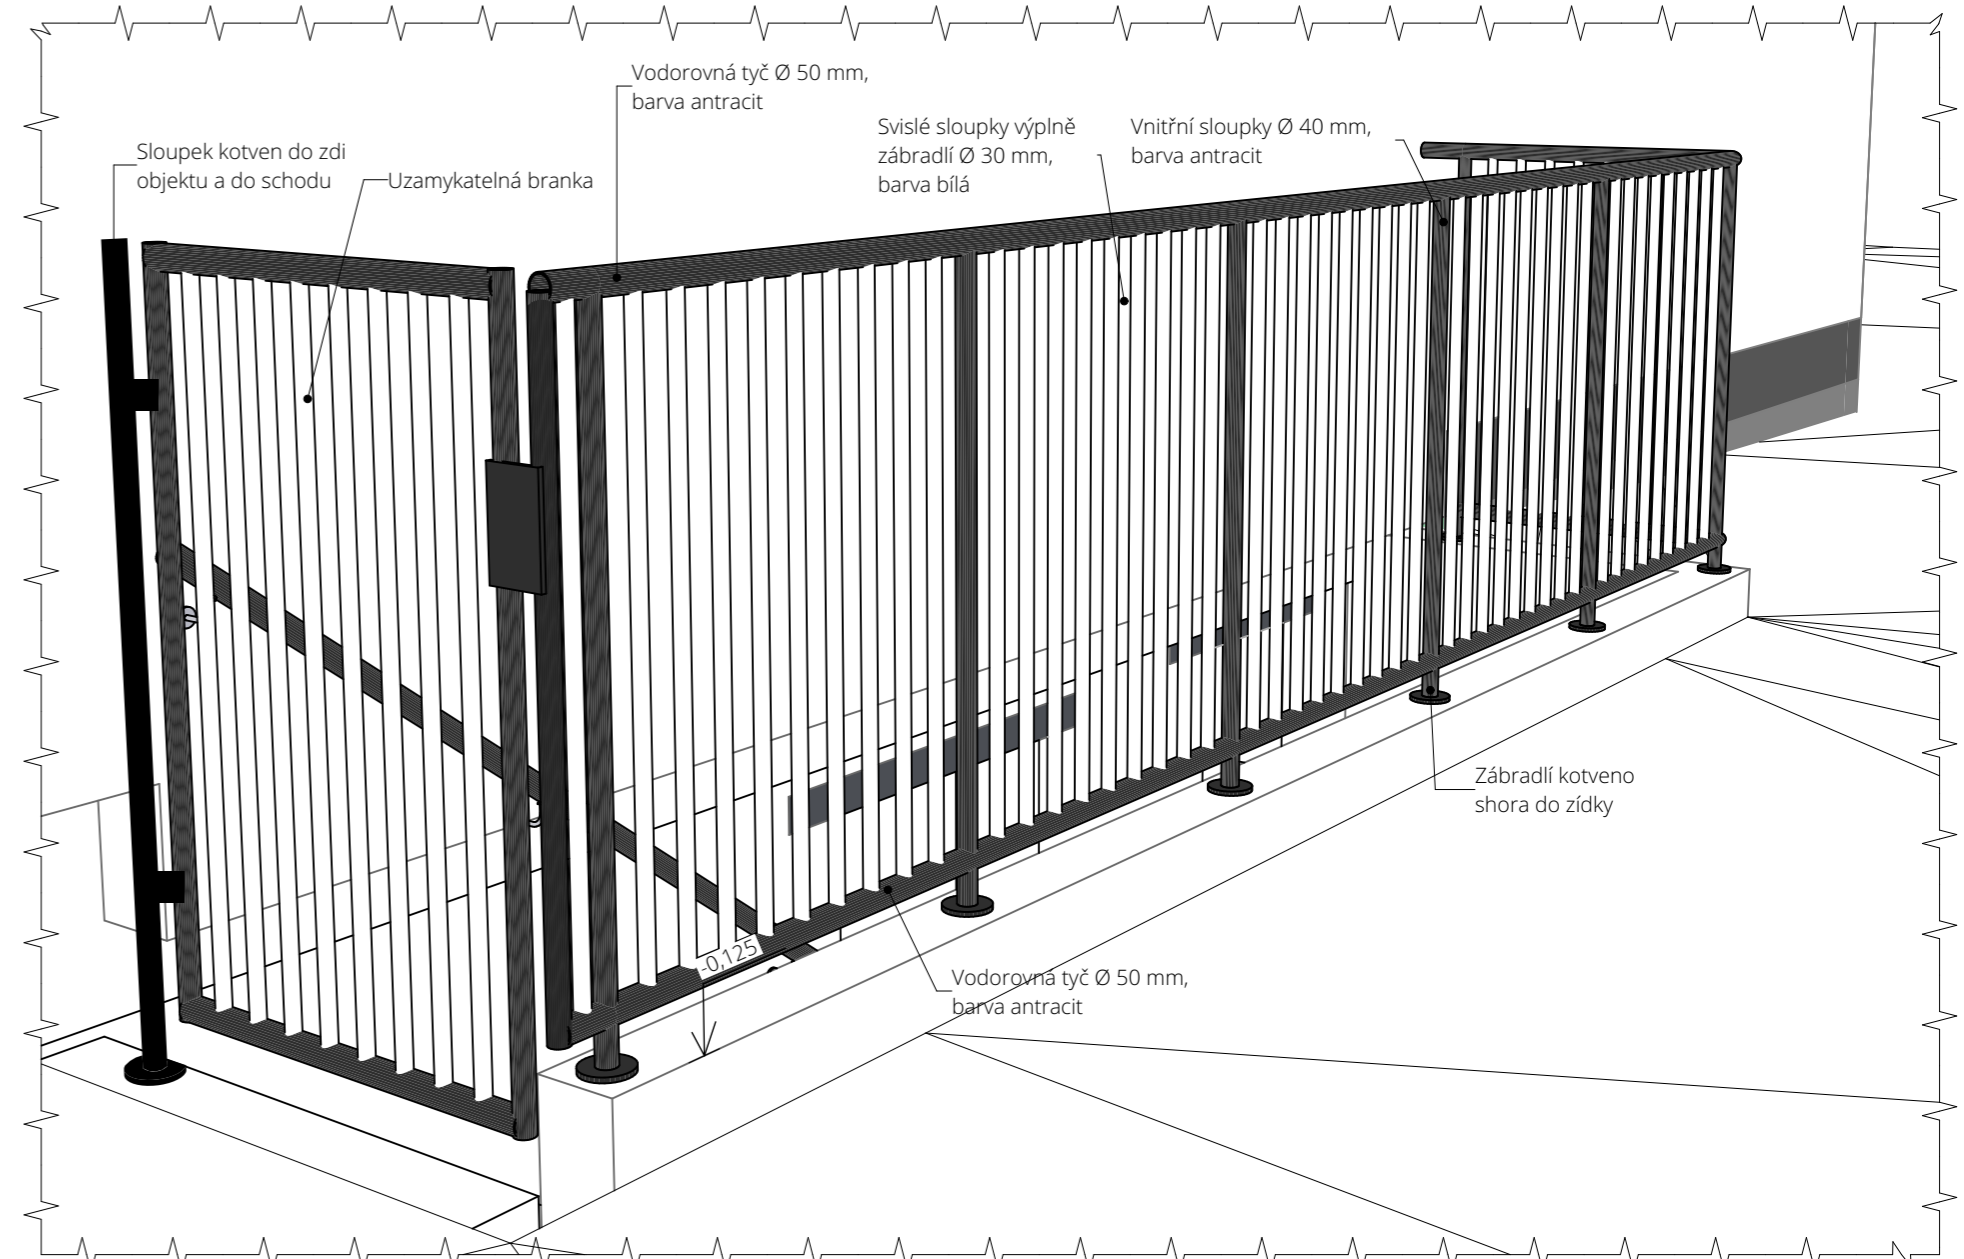 Vodorovná tyč Ø 50 mm,
barva antracit
Svislé sloupky výplně
zábradlí Ø 30 mm,
barva bílá
Vnitřní sloupky Ø 40 mm,
barva antracit
Sloupek kotven do zdi
objektu a do schodu
Uzamykatelná branka
Zábradlí kotveno
shora do zídky
-0,125
Vodorovná tyč Ø 50 mm,
barva antracit